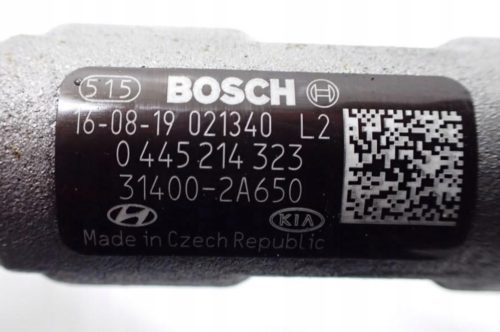 515 BOSCH
16-08-19 021340 L2
0 445 214 323
31400-2A650
KIA
Made in Czech Republic